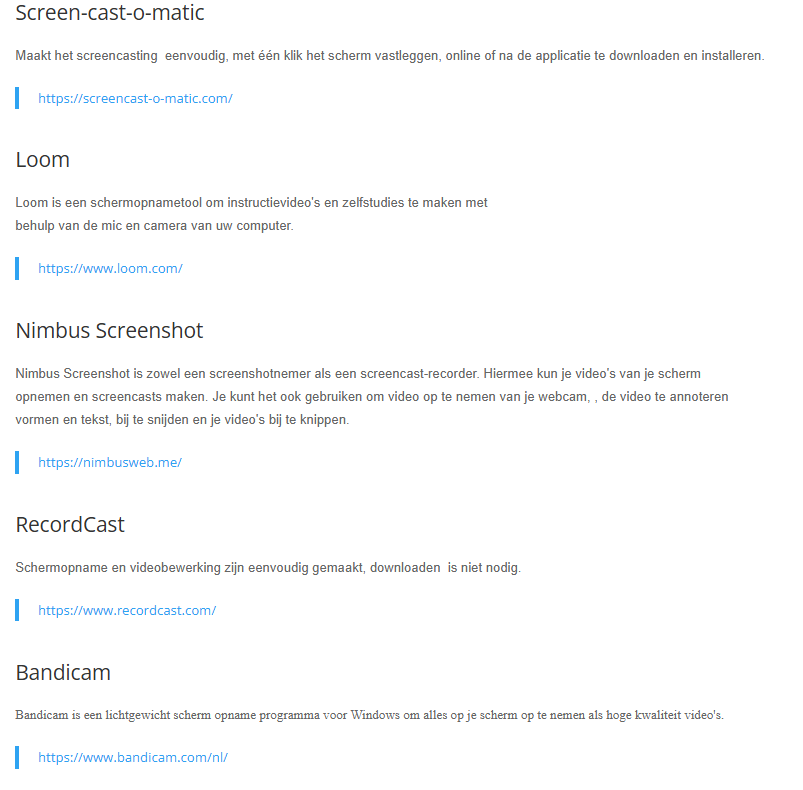 Screen-cast-o-matic
Maakt het screencasting  eenvoudig, met één klik het scherm vastleggen, online of na de applicatie te downloaden en installeren.
https://screencast-o-matic.com/
Loom
Loom is een schermopnametool om instructievideo's en zelfstudies te maken met
behulp van de mic en camera van uw computer.
https://www.loom.com/
Nimbus Screenshot
Nimbus Screenshot is zowel een screenshotnemer als een screencast-recorder. Hiermee kun je video's van je scherm
opnemen en screencasts maken. Je kunt het ook gebruiken om video op te nemen van je webcam, , de video te annoteren
vormen en tekst, bij te snijden en je video's bij te knippen.
https://nimbusweb.me/
RecordCast
Schermopname en videobewerking zijn eenvoudig gemaakt, downloaden  is niet nodig.
https://www.recordcast.com/
Bandicam
Bandicam is een lichtgewicht scherm opname programma voor Windows om alles op je scherm op te nemen als hoge kwaliteit video's.
https://www.bandicam.com/nl/